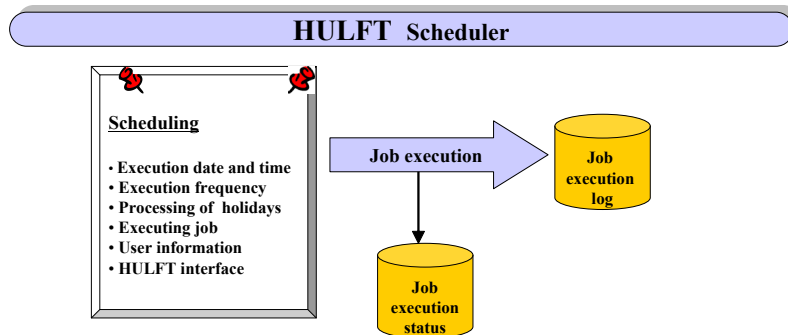 HULFT Scheduler
Scheduling
• Execution date and time
• Execution frequency
• Processing of holidays
• Executing job
• User information
• HULFT interface
Job execution
Job
execution
log
Job
execution
status